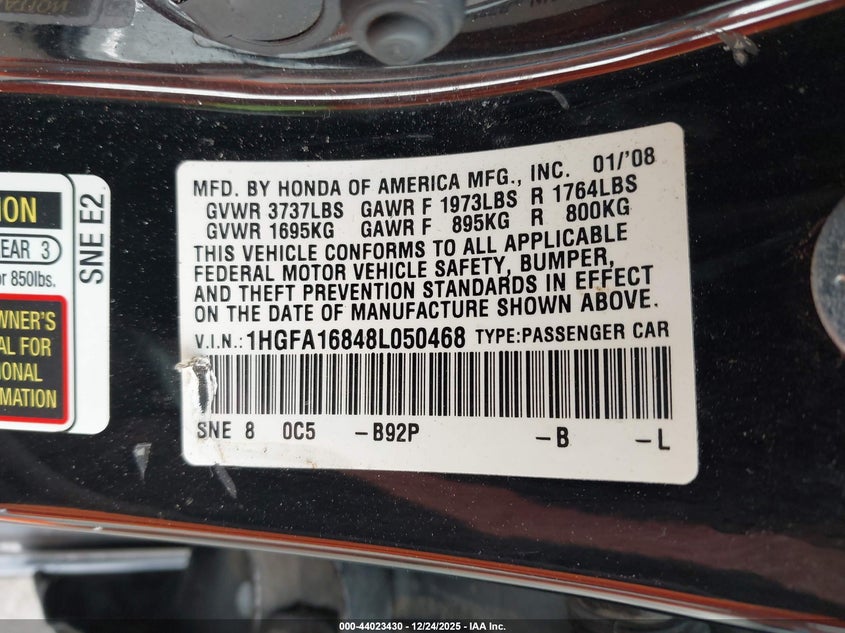 MFD. BY HONDA OF AMERICA MFG., INC. 01/'08
GVWR 3737LBS GAWR F 1973LBS R 1764LBS
GVWR 1695KG GAWR F 895KG R 800KG
THIS VEHICLE CONFORMS TO ALL APPLICABLE
FEDERAL MOTOR VEHICLE SAFETY, BUMPER,
AND THEFT PREVENTION STANDARDS IN EFFECT
ON THE DATE OF MANUFACTURE SHOWN ABOVE.
V.I.N.: 1HGFA16848L050468 TYPE:PASSENGER CAR
SNE 8 0C5 -B92P -B -L
ION
EAR 3
or 850lbs.
WNER'S
AL FOR
IONAL
MATION
SNE E2
000-44023430 - 12/24/2025 - IAA Inc.